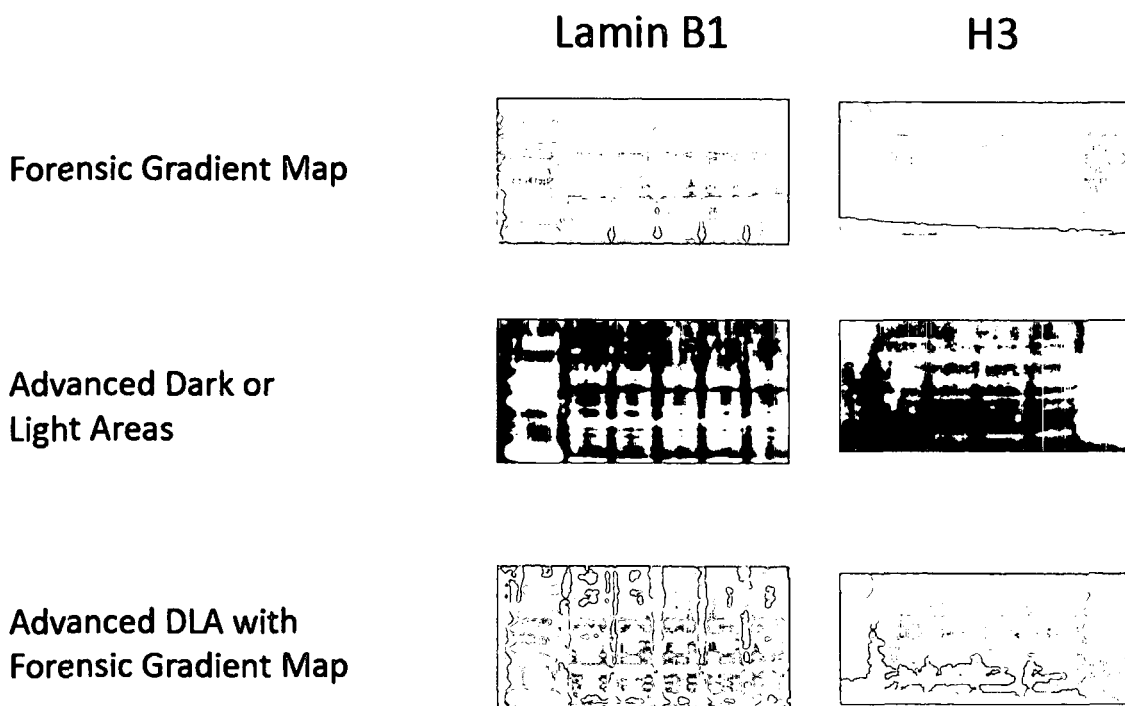 Lamin B1
H3
Forensic Gradient Map
Advanced Dark or
Light Areas
Advanced DLA with
Forensic Gradient Map